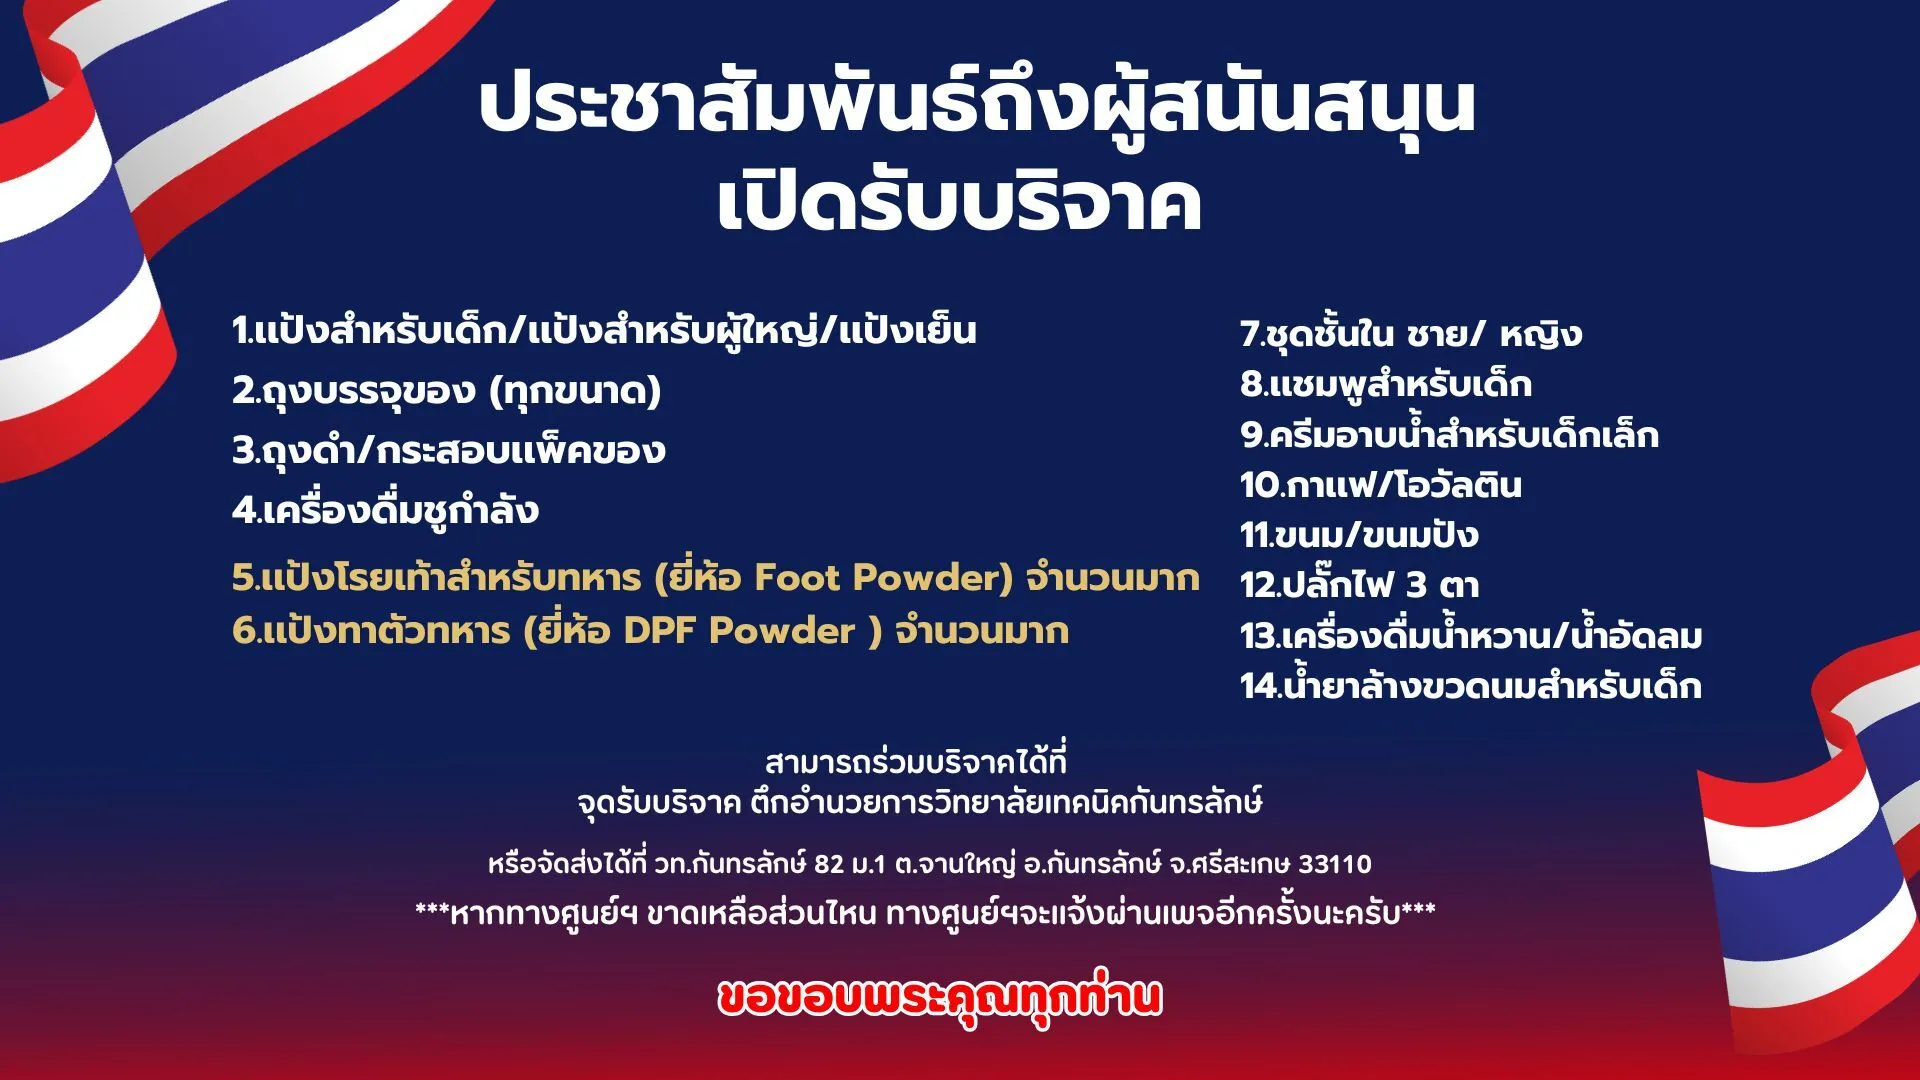 ประชาสัมพันธ์ถึงผู้สนันสนุน
เปิดรับบริจาค
1.แป้งสำหรับเด็ก/แป้งสำหรับผู้ใหญ่/แป้งเย็น
2.ถุงบรรจุของ (ทุกขนาด)
3.ถุงดำ/กระสอบแพ็คของ
4.เครื่องดื่มชูกำลัง
5.แป้งโรยเท้าสำหรับทหาร (ยี่ห้อ Foot Powder) จำนวนมาก
6.แป้งทาตัวทหาร (ยี่ห้อ DPF Powder ) จำนวนมาก
7.ชุดชั้นใน ชาย/ หญิง
8.แชมพูสำหรับเด็ก
9.ครีมอาบน้ำสำหรับเด็กเล็ก
10.กาแฟ/โอวัลติน
11.ขนม/ขนมปัง
12.ปลั๊กไฟ 3 ตา
13.เครื่องดื่มน้ำหวาน/น้ำอัดลม
14.น้ำยาล้างขวดนมสำหรับเด็ก
สามารถร่วมบริจาคได้ที่
จุดรับบริจาค ตึกอำนวยการวิทยาลัยเทคนิคกันทรลักษ์
หรือจัดส่งได้ที่ วท.กันทรลักษ์ 82 ม.1 ต.จานใหญ่ อ.กันทรลักษ์ จ.ศรีสะเกษ 33110
***หากทางศูนย์ฯ ขาดเหลือส่วนไหน ทางศูนย์ฯจะแจ้งผ่านเพจอีกครั้งนะครับ***
ขอขอบพระคุณทุกท่าน